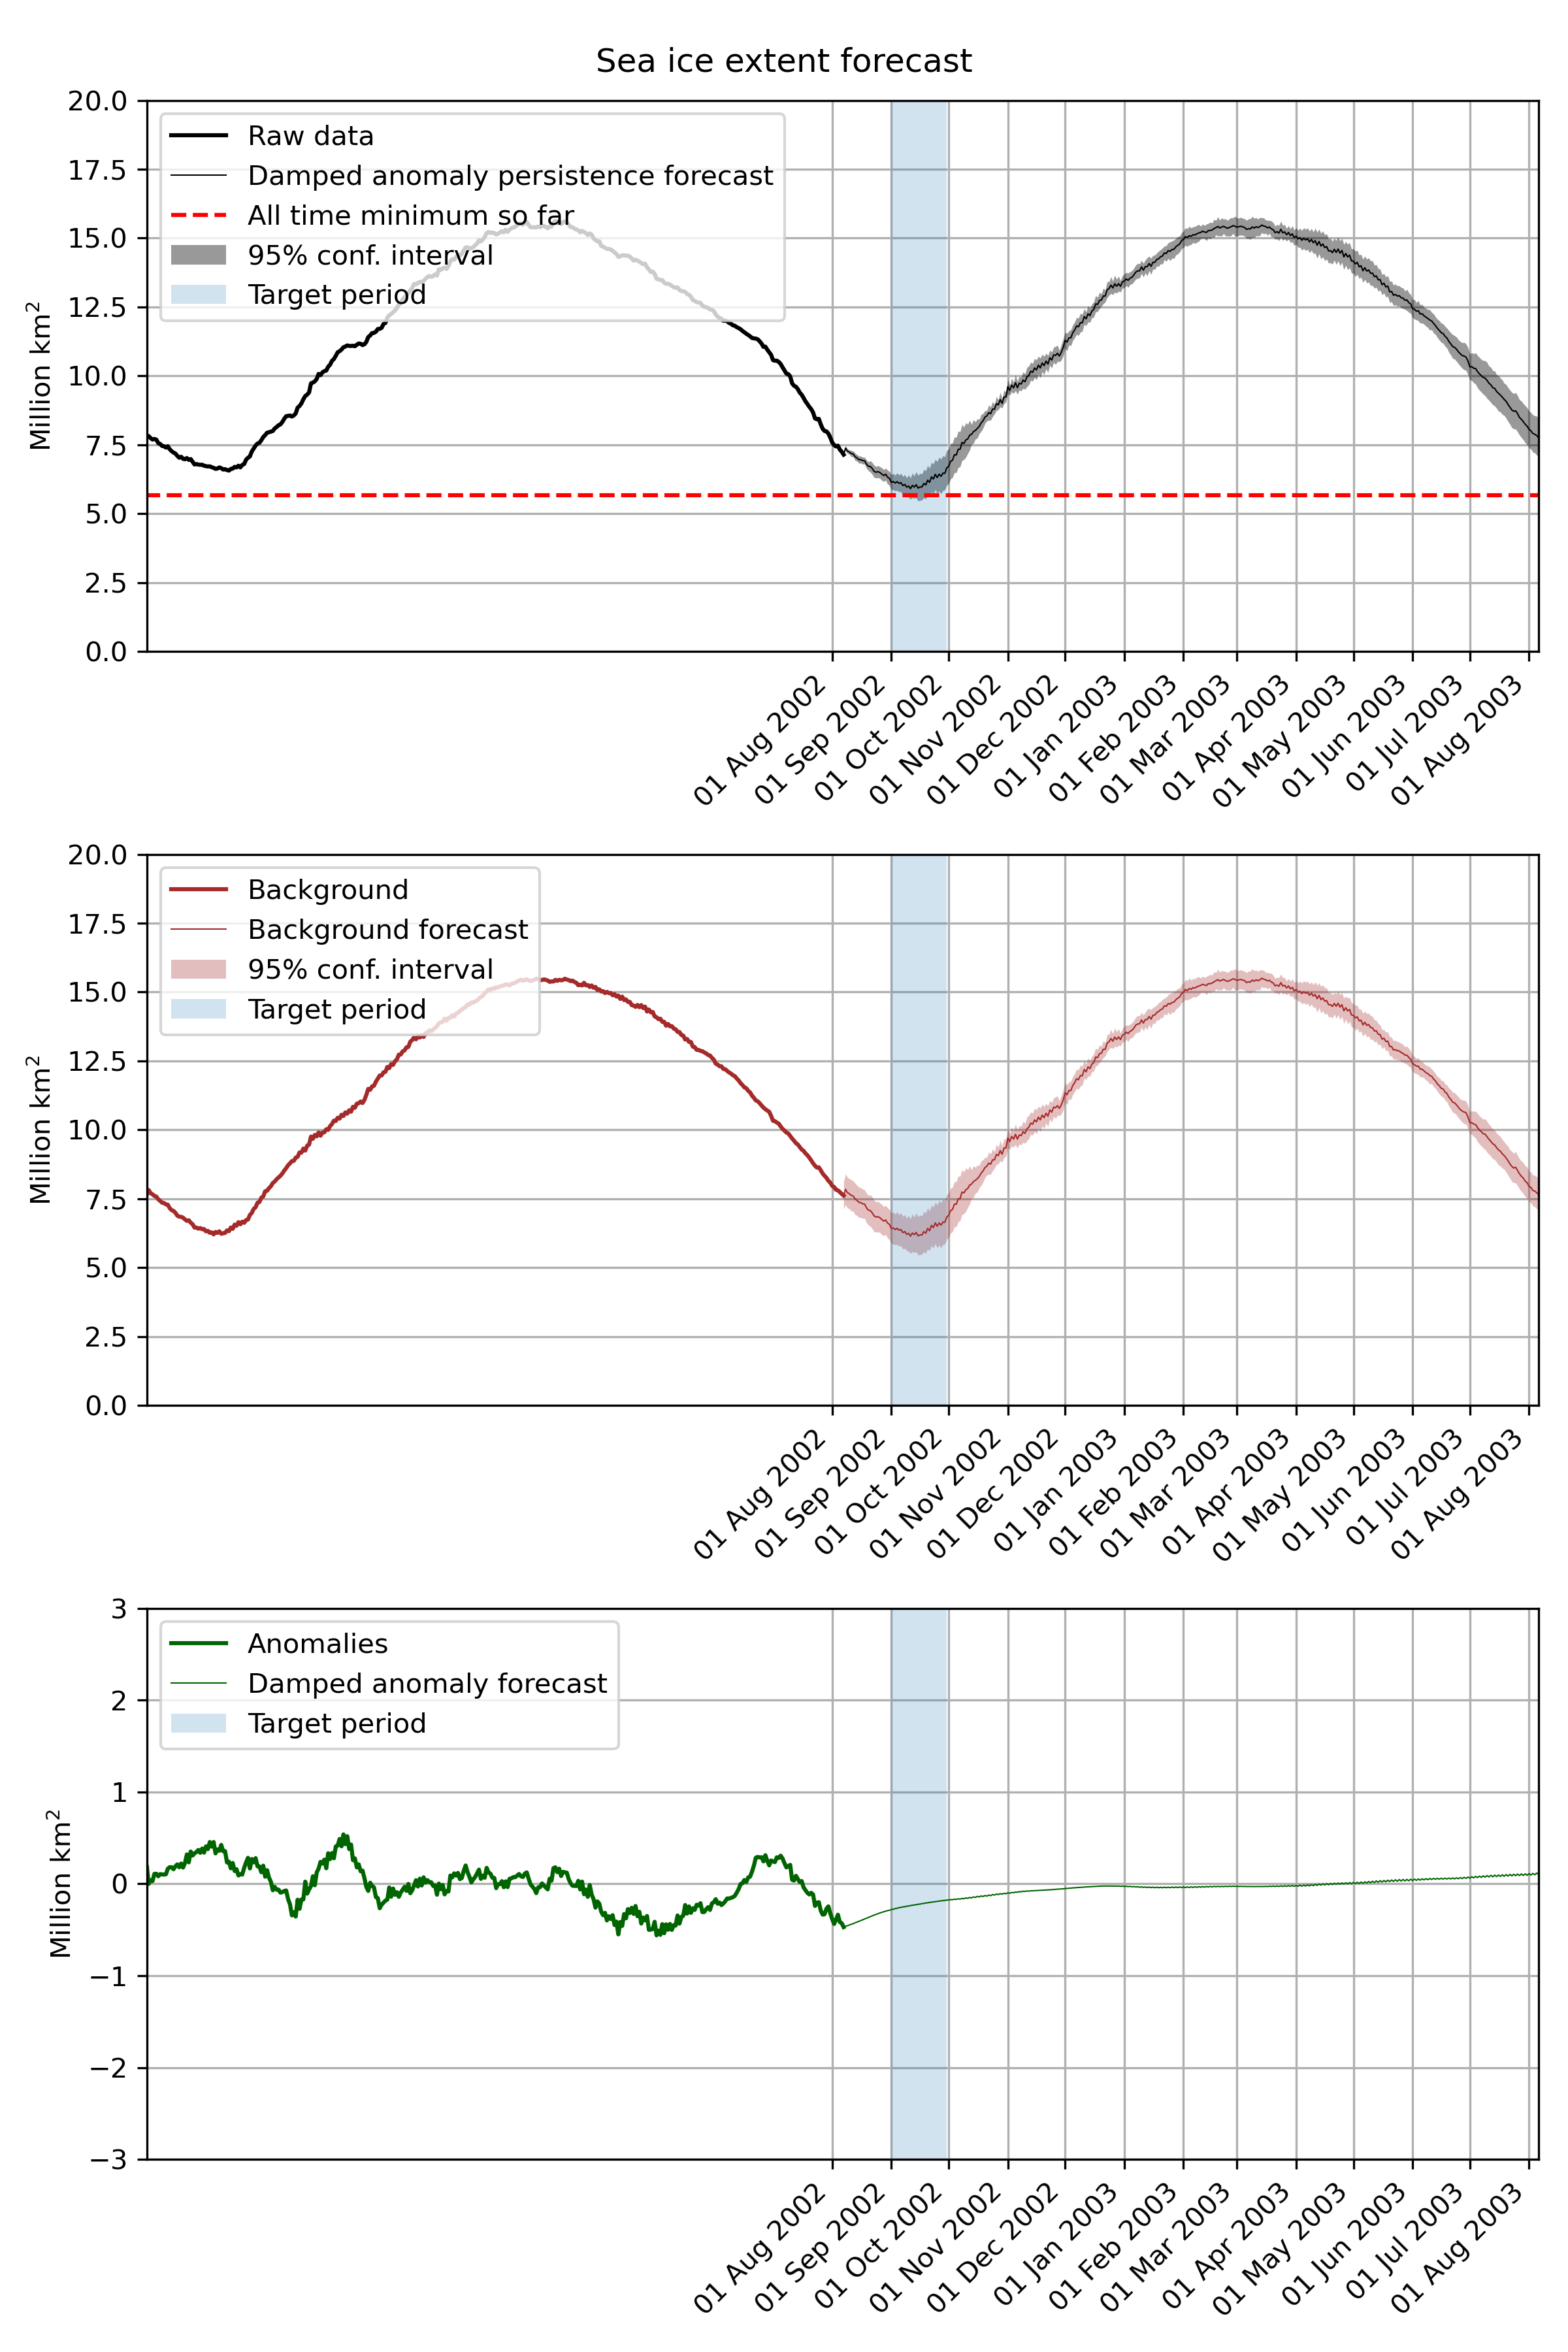 Sea ice extent forecast
20.0
17.5
15.0
12.5
10.0
7.5
5.0
2.5
0.0
Million km²
Raw data
Damped anomaly persistence forecast
All time minimum so far
95% conf. interval
Target period
01 Aug 2002
01 Sep 2002
01 Oct 2002
01 Nov 2002
01 Dec 2002
01 Jan 2003
01 Feb 2003
01 Mar 2003
01 Apr 2003
01 May 2003
01 Jun 2003
01 Jul 2003
01 Aug 2003
20.0
17.5
15.0
12.5
10.0
7.5
5.0
2.5
0.0
Million km²
Background
Background forecast
95% conf. interval
Target period
01 Aug 2002
01 Sep 2002
01 Oct 2002
01 Nov 2002
01 Dec 2002
01 Jan 2003
01 Feb 2003
01 Mar 2003
01 Apr 2003
01 May 2003
01 Jun 2003
01 Jul 2003
01 Aug 2003
3
2
1
0
−1
−2
−3
Million km²
Anomalies
Damped anomaly forecast
Target period
01 Aug 2002
01 Sep 2002
01 Oct 2002
01 Nov 2002
01 Dec 2002
01 Jan 2003
01 Feb 2003
01 Mar 2003
01 Apr 2003
01 May 2003
01 Jun 2003
01 Jul 2003
01 Aug 2003